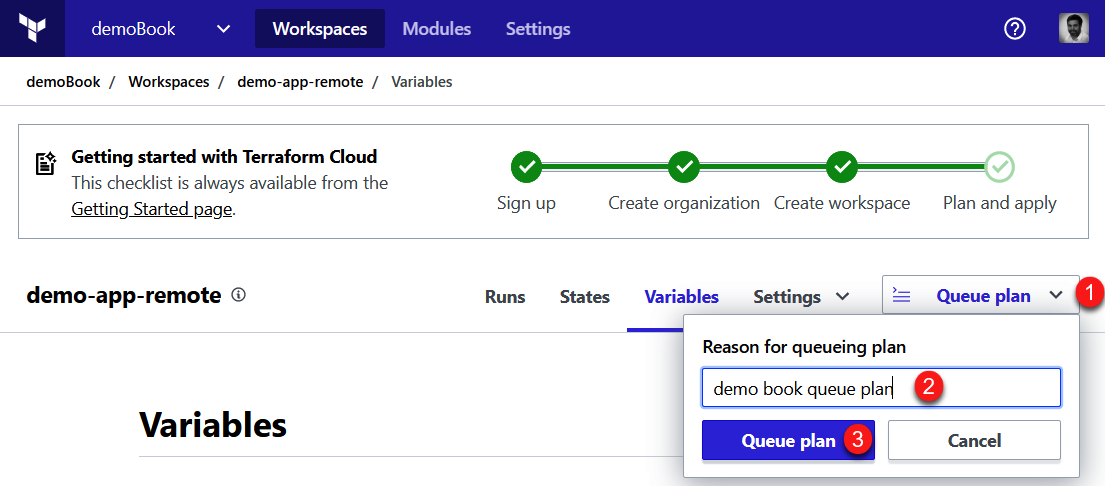 demoBook Workspaces Modules Settings
demoBook / Workspaces / demo-app-remote / Variables
Getting started with Terraform Cloud
This checklist is always available from the
Getting Started page.
Sign up Create organization Create workspace Plan and apply
demo-app-remote Runs States Variables Settings Queue plan 1
Reason for queueing plan
demo book queue plan 2
Variables
Queue plan 3 Cancel